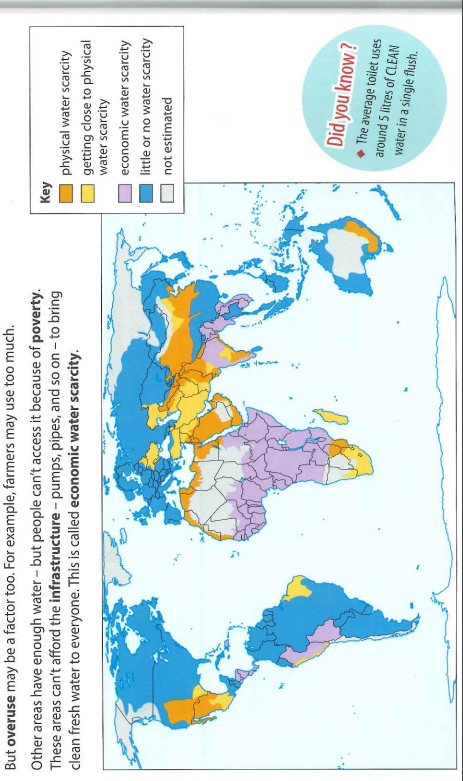 But overuse may be a factor too. For example, farmers may use too much.
Other areas have enough water – but people can't access it because of poverty.
These areas can't afford the infrastructure – pumps, pipes, and so on – to bring
clean fresh water to everyone. This is called economic water scarcity.
Key
physical water scarcity
getting close to physical
water scarcity
economic water scarcity
little or no water scarcity
not estimated
Did you know?
◆ The average toilet uses
around 5 litres of CLEAN
water in a single flush.